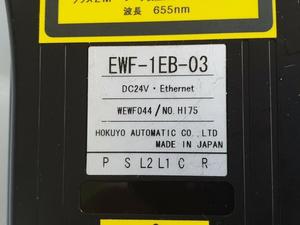 波長 655nm
EWF-1EB-03
DC24V・Ethernet
WEWF044/NO.H175
HOKUYO AUTOMATIC CO.,LTD
MADE IN JAPAN
P S L2 L1 C R